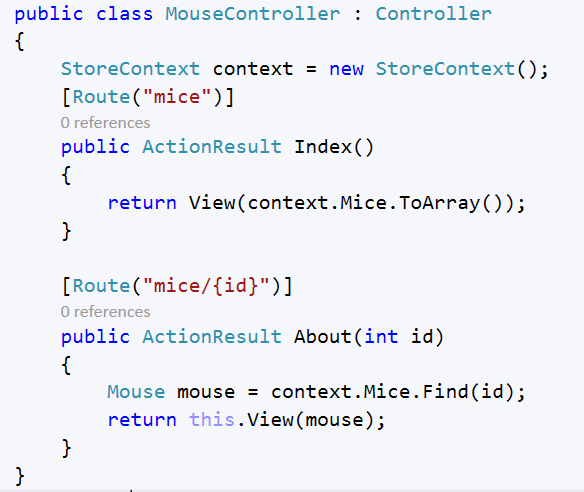 public class MouseController : Controller
{
    StoreContext context = new StoreContext();
    [Route("mice")]
    0 references
    public ActionResult Index()
    {
        return View(context.Mice.ToArray());
    }

    [Route("mice/{id}")]
    0 references
    public ActionResult About(int id)
    {
        Mouse mouse = context.Mice.Find(id);
        return this.View(mouse);
    }
}